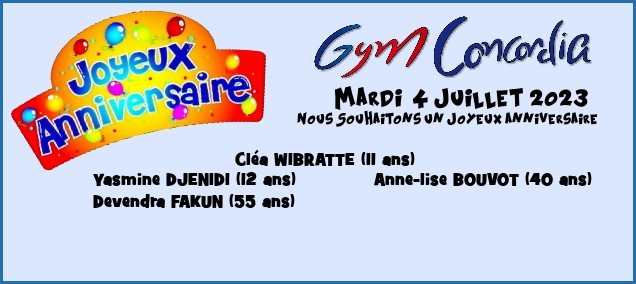 Joyeux
Anniversaire
Gym Concordia
MARDI 4 JUILLET 2023
NOUS SOUHAITONS UN JOYEUX ANNIVERSAIRE
Cléa WIBRATTE (11 ans)
Yasmine DJENIDI (12 ans) Anne-lise BOUVOT (40 ans)
Devendra FAKUN (55 ans)